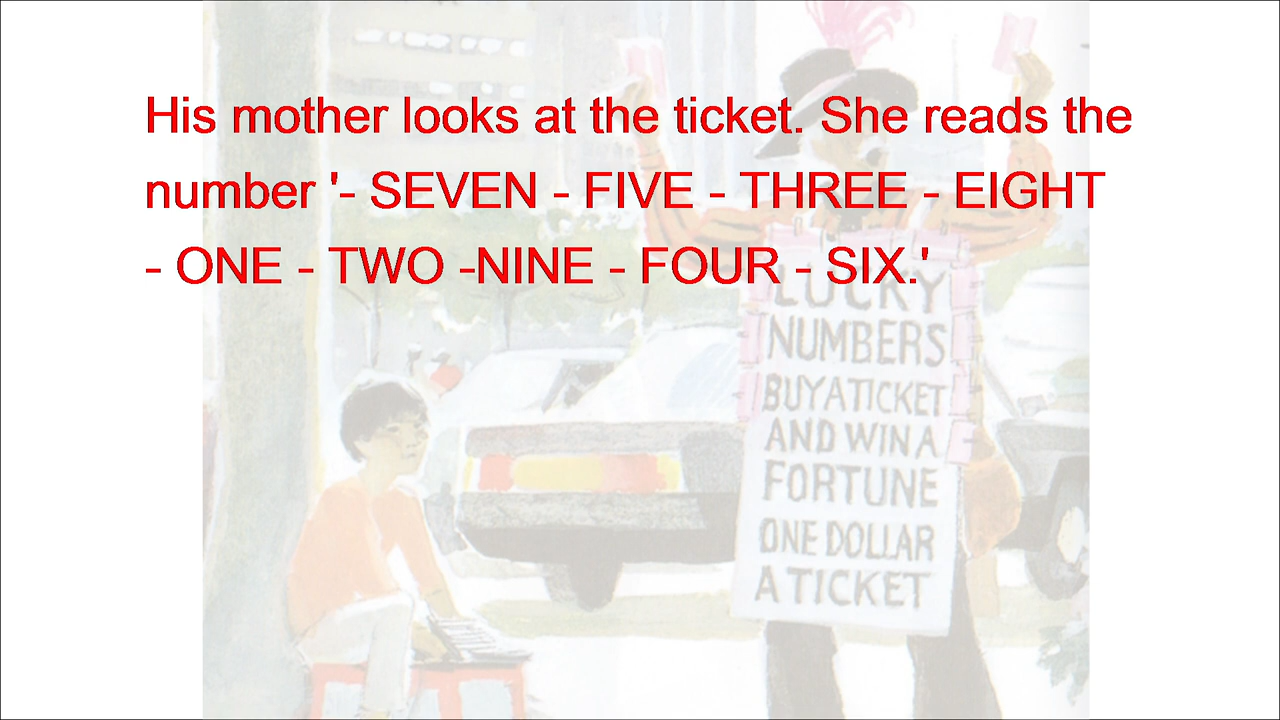 His mother looks at the ticket. She reads the
number '- SEVEN - FIVE - THREE - EIGHT
- ONE - TWO -NINE - FOUR - SIX.'
LUCKY
NUMBERS
BUY A TICKET
AND WIN A
FORTUNE
ONE DOLLAR
A TICKET